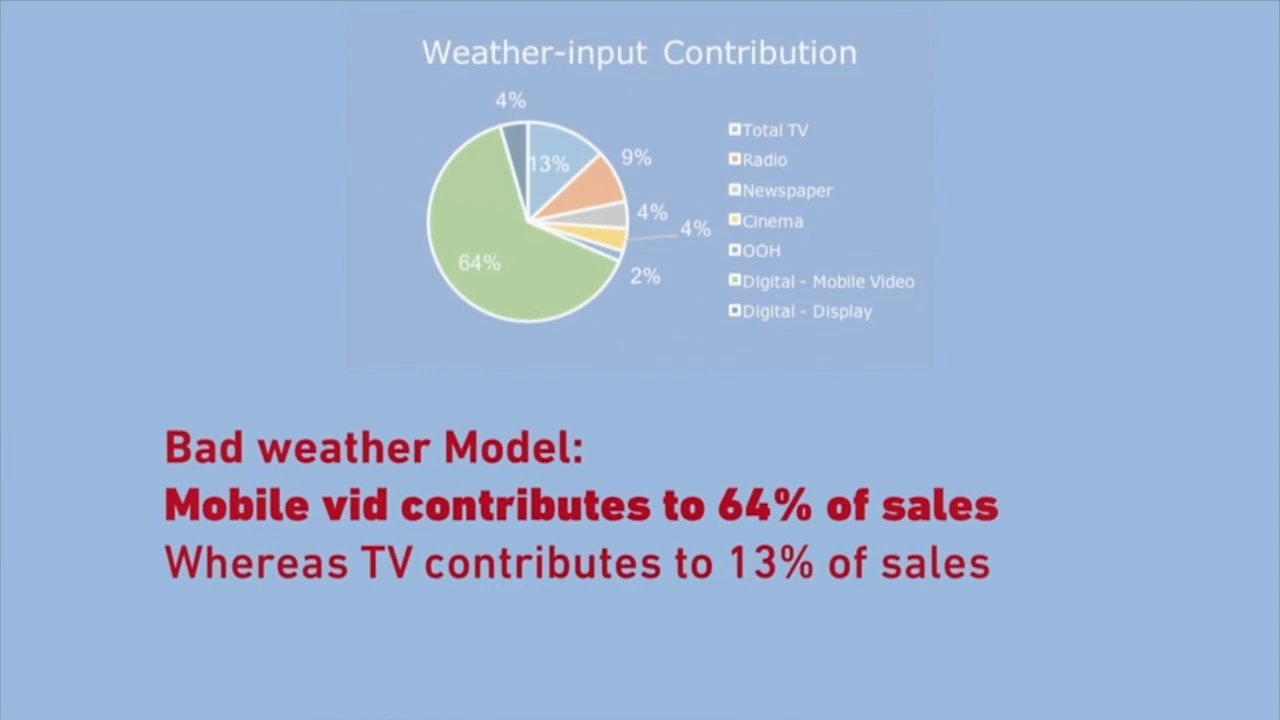 Weather-input Contribution
4%
13%
9%
4%
4%
2%
64%
Total TV
Radio
Newspaper
Cinema
OOH
Digital - Mobile Video
Digital - Display
Bad weather Model:
Mobile vid contributes to 64% of sales
Whereas TV contributes to 13% of sales